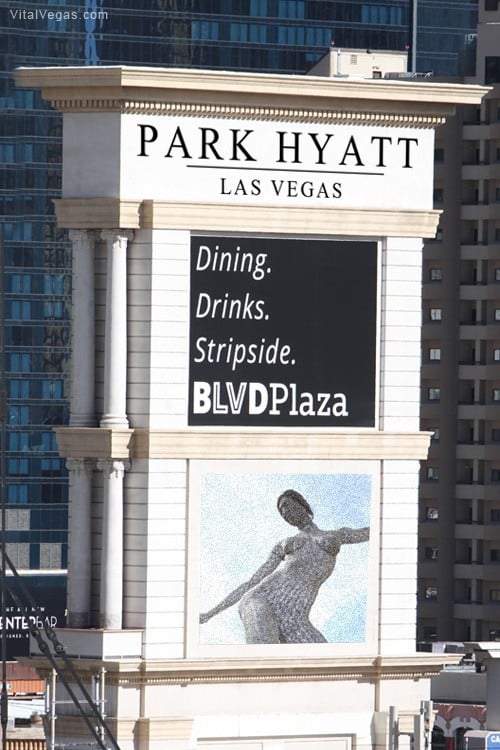 VitalVegas.com
PARK HYATT
LAS VEGAS
Dining.
Drinks.
Stripside.
BLVDPlaza